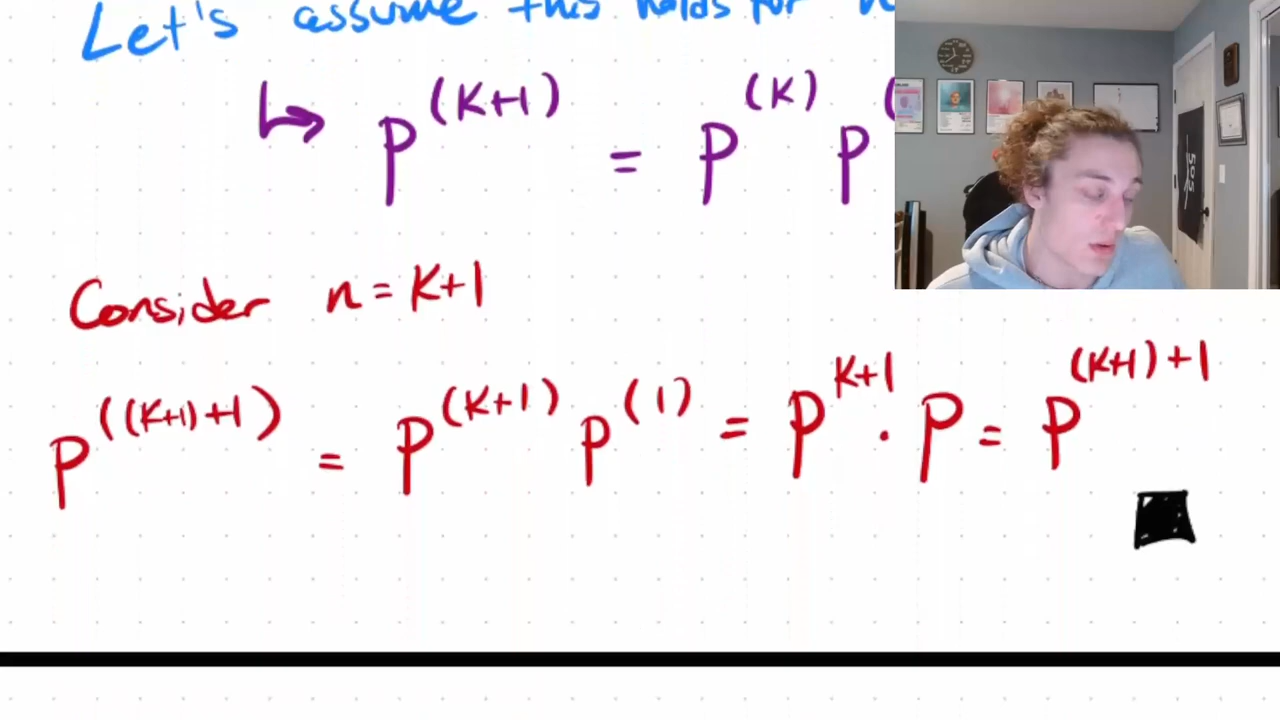 Let's assume this holds for
↳ P^(K+1) = P^(K) P^(
Consider n = K+1
P^((K+1)+1) = P^(K+1) P^(1) = P^K+1 · P = P^(K+1)+1